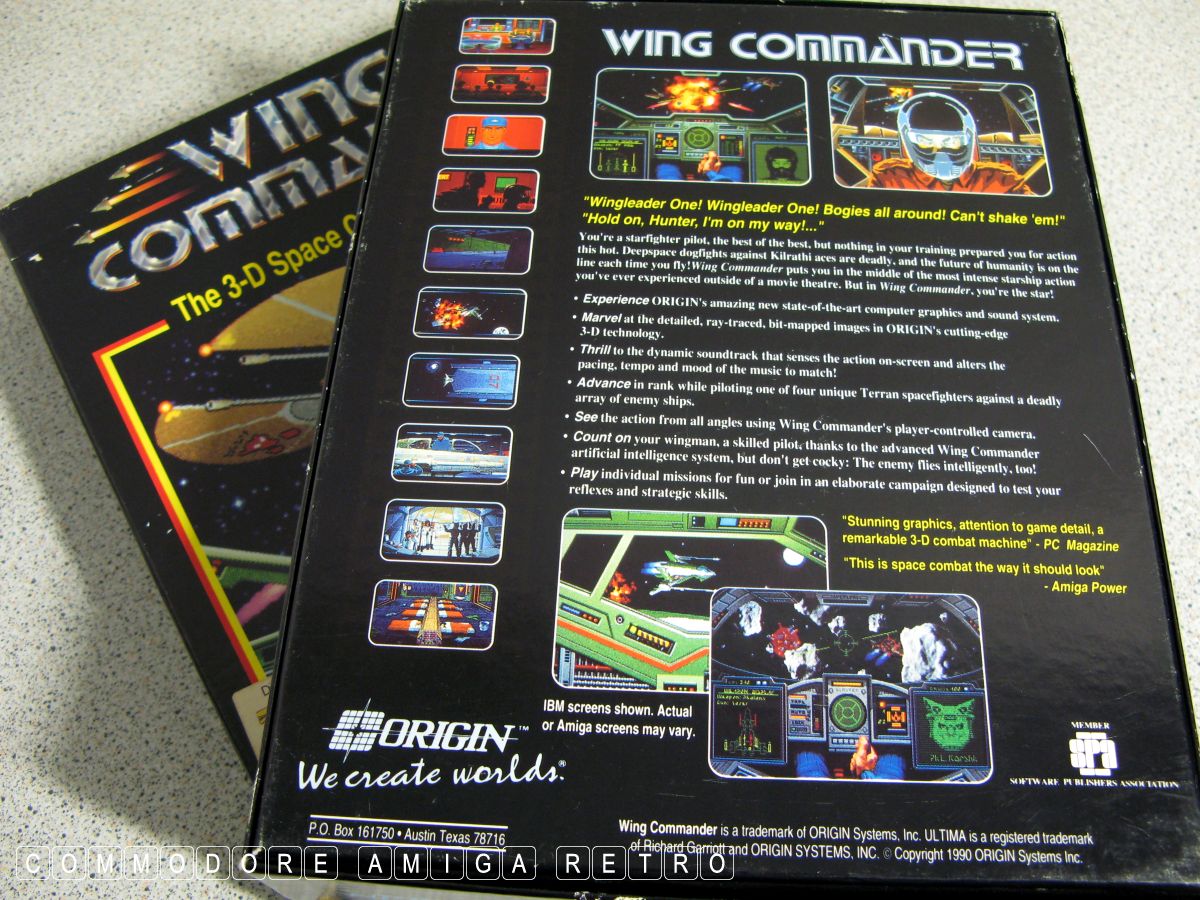 WING
COMMA
The 3-D Space C
WING COMMANDER™
"Wingleader One! Wingleader One! Bogies all around! Can't shake 'em!"
"Hold on, Hunter, I'm on my way!..."
You're a starfighter pilot, the best of the best, but nothing in your training prepared you for action
this hot. Deepspace dogfights against Kilrathi aces are deadly, and the future of humanity is on the
line each time you fly! Wing Commander puts you in the middle of the most intense starship action
you've ever experienced outside of a movie theatre. But in Wing Commander, you're the star!
• Experience ORIGIN's amazing new state-of-the-art computer graphics and sound system.
• Marvel at the detailed, ray-traced, bit-mapped images in ORIGIN's cutting-edge
3-D technology.
• Thrill to the dynamic soundtrack that senses the action on-screen and alters the
pacing, tempo and mood of the music to match!
• Advance in rank while piloting one of four unique Terran spacefighters against a deadly
array of enemy ships.
• See the action from all angles using Wing Commander's player-controlled camera.
• Count on your wingman, a skilled pilot, thanks to the advanced Wing Commander
artificial intelligence system, but don't get cocky: The enemy flies intelligently, too!
• Play individual missions for fun or join in an elaborate campaign designed to test your
reflexes and strategic skills.
"Stunning graphics, attention to game detail, a
remarkable 3-D combat machine" - PC Magazine
"This is space combat the way it should look"
- Amiga Power
IBM screens shown. Actual
or Amiga screens may vary.
ORIGIN™
We create worlds.®
P.O. Box 161750 • Austin Texas 78716
MEMBER
spa
SOFTWARE PUBLISHERS ASSOCIATION
Wing Commander is a trademark of ORIGIN Systems, Inc. ULTIMA is a registered trademark
of Richard Garriott and ORIGIN SYSTEMS, INC. © Copyright 1990 ORIGIN Systems Inc.
COMMODORE AMIGA RETRO